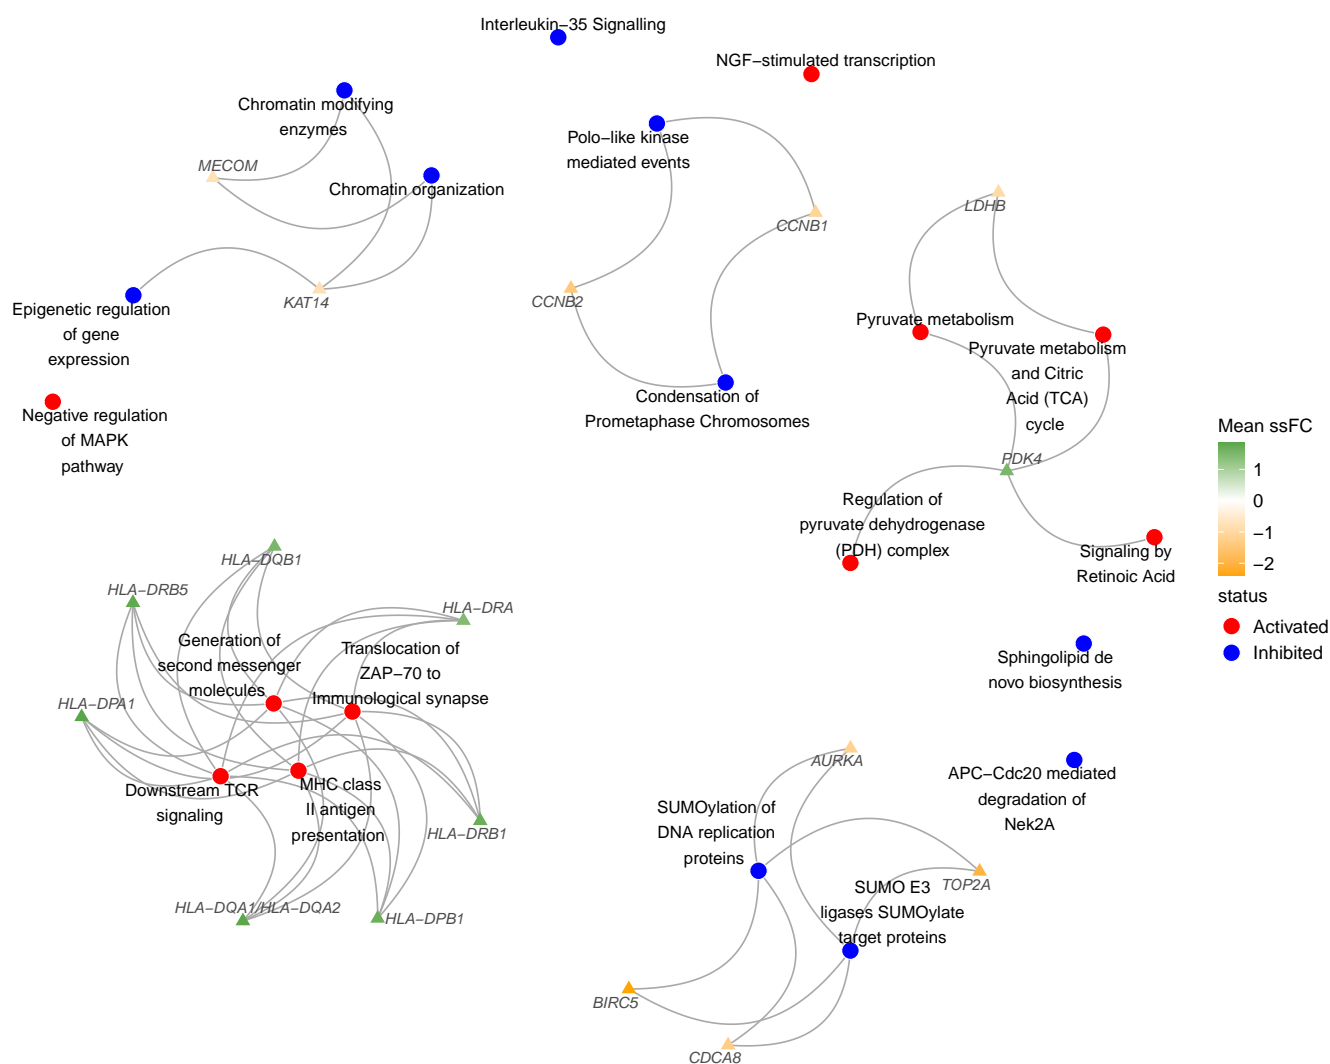 Interleukin−35 Signalling
NGF−stimulated transcription
Chromatin modifying
enzymes
Polo−like kinase
mediated events
MECOM
Chromatin organization
LDHB
CCNB1
KAT14
CCNB2
Epigenetic regulation
of gene
expression
Pyruvate metabolism
Pyruvate metabolism
and Citric
Acid (TCA)
cycle
Condensation of
Prometaphase Chromosomes
Negative regulation
of MAPK
pathway
PDK4
Regulation of
pyruvate dehydrogenase
(PDH) complex
Signaling by
Retinoic Acid
Mean ssFC
1
0
−1
−2
status
Activated
Inhibited
HLA−DQB1
HLA−DRB5
HLA−DRA
Generation of
second messenger
molecules
Translocation of
ZAP−70 to
Immunological synapse
HLA−DPA1
Downstream TCR
signaling
MHC class
II antigen
presentation
HLA−DRB1
HLA−DQA1/HLA−DQA2
HLA−DPB1
Sphingolipid de
novo biosynthesis
AURKA
APC−Cdc20 mediated
degradation of
Nek2A
SUMOylation of
DNA replication
proteins
TOP2A
SUMO E3
ligases SUMOylate
target proteins
BIRC5
CDCA8